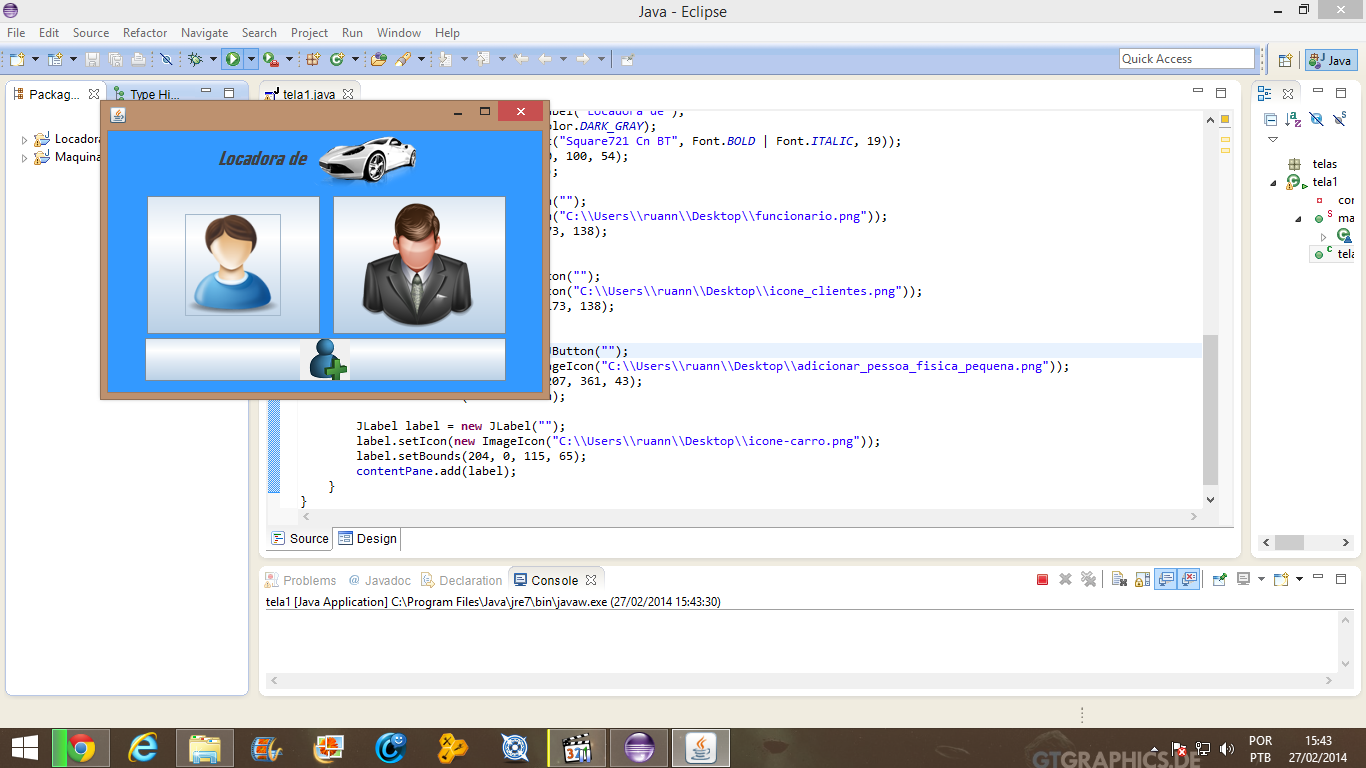 Java - Eclipse
File Edit Source Refactor Navigate Search Project Run Window Help
Quick Access
Java
Packag...
Type Hi...
tela1.java
Locadora
Maquina
Locadora de
abel("Locadora de");
olor.DARK_GRAY);
t("Square721 Cn BT", Font.BOLD | Font.ITALIC, 19));
, 100, 54);
;
("");
("C:\\Users\\ruann\\Desktop\\funcionario.png"));
73, 138);
ton("");
on("C:\\Users\\ruann\\Desktop\\icone_clientes.png"));
173, 138);
Button("");
ageIcon("C:\\Users\\ruann\\Desktop\\adicionar_pessoa_fisica_pequena.png"));
207, 361, 43);
);
JLabel label = new JLabel("");
label.setIcon(new ImageIcon("C:\\Users\\ruann\\Desktop\\icone-carro.png"));
label.setBounds(204, 0, 115, 65);
contentPane.add(label);
}
}
Source Design
telas
tela1
cor
ma
tela
Problems @ Javadoc Declaration Console
tela1 [Java Application] C:\Program Files\Java\jre7\bin\javaw.exe (27/02/2014 15:43:30)
321
GTGRAPHICS.DE
POR
PTB
15:43
27/02/2014